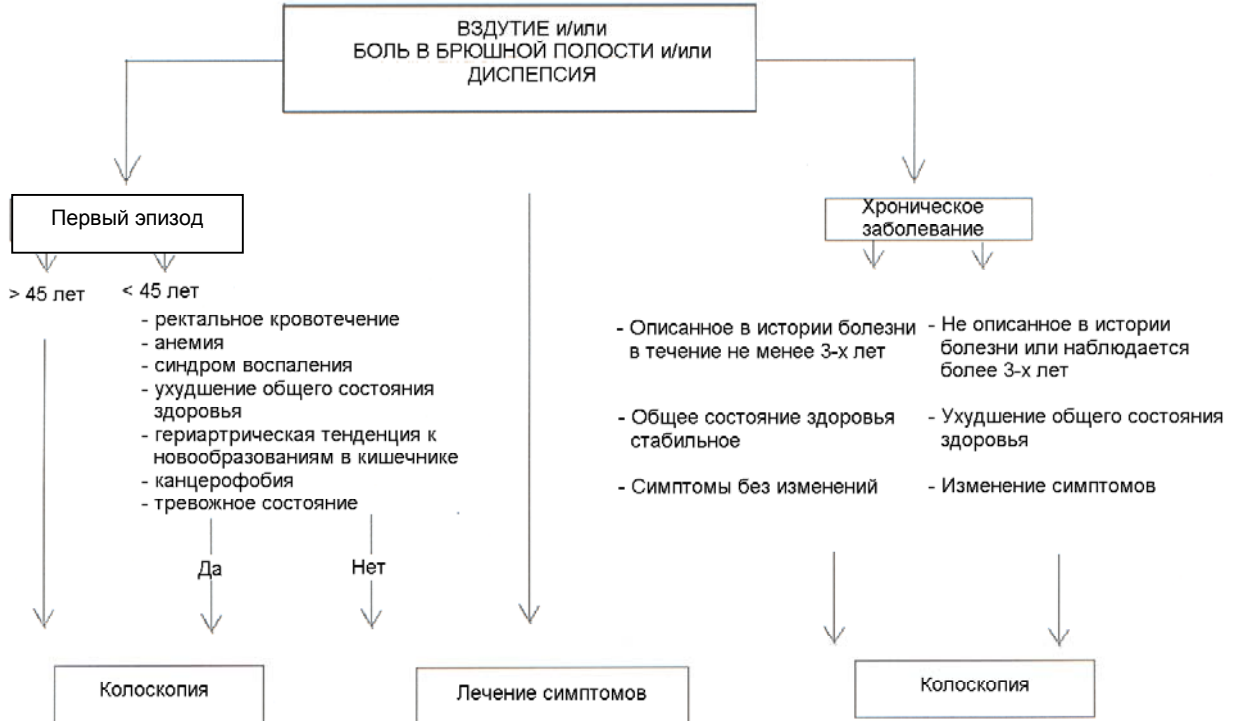 ВЗДУТИЕ и/или
БОЛЬ В БРЮШНОЙ ПОЛОСТИ и/или
ДИСПЕПСИЯ
Первый эпизод
Хроническое
заболевание
> 45 лет
< 45 лет
- ректальное кровотечение
- анемия
- синдром воспаления
- ухудшение общего состояния
здоровья
- гериартрическая тенденция к
новообразованиям в кишечнике
- канцерофобия
- тревожное состояние
Да
Нет
- Описанное в истории болезни
в течение не менее 3-х лет
- Общее состояние здоровья
стабильное
- Симптомы без изменений
- Не описанное в истории
болезни или наблюдается
более 3-х лет
- Ухудшение общего состояния
здоровья
- Изменение симптомов
Колоскопия
Лечение симптомов
Колоскопия